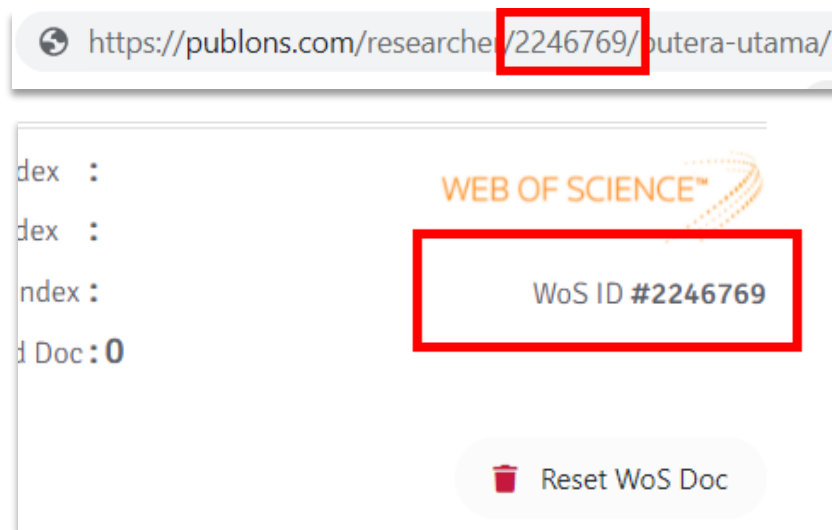 https://publons.com/researcher/2246769/putera-utama/
dex :
WEB OF SCIENCE™
dex :
ndex : WoS ID #2246769
d Doc : 0
Reset WoS Doc